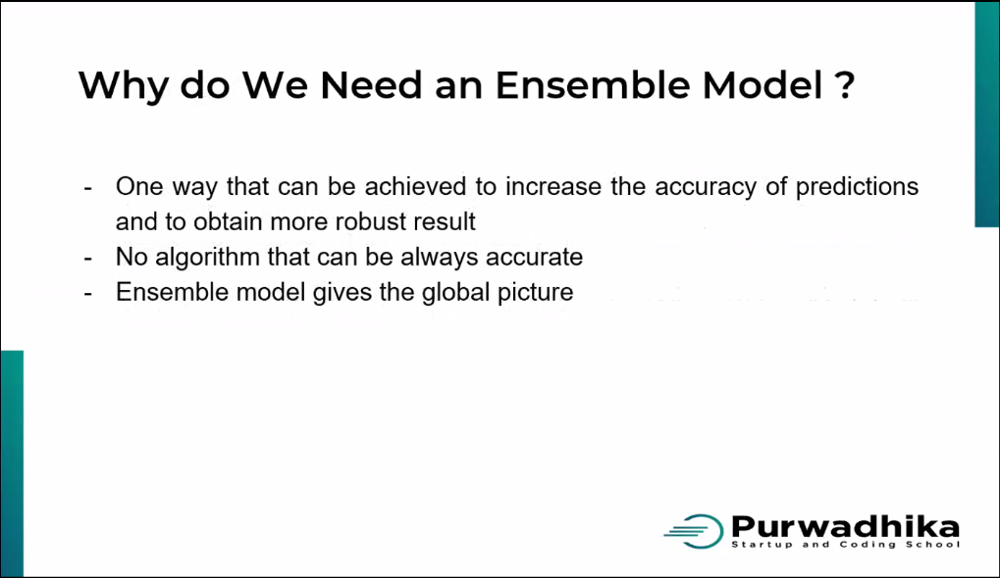 Why do We Need an Ensemble Model ?
- One way that can be achieved to increase the accuracy of predictions
and to obtain more robust result
- No algorithm that can be always accurate
- Ensemble model gives the global picture
Purwadhika
Startup and Coding School